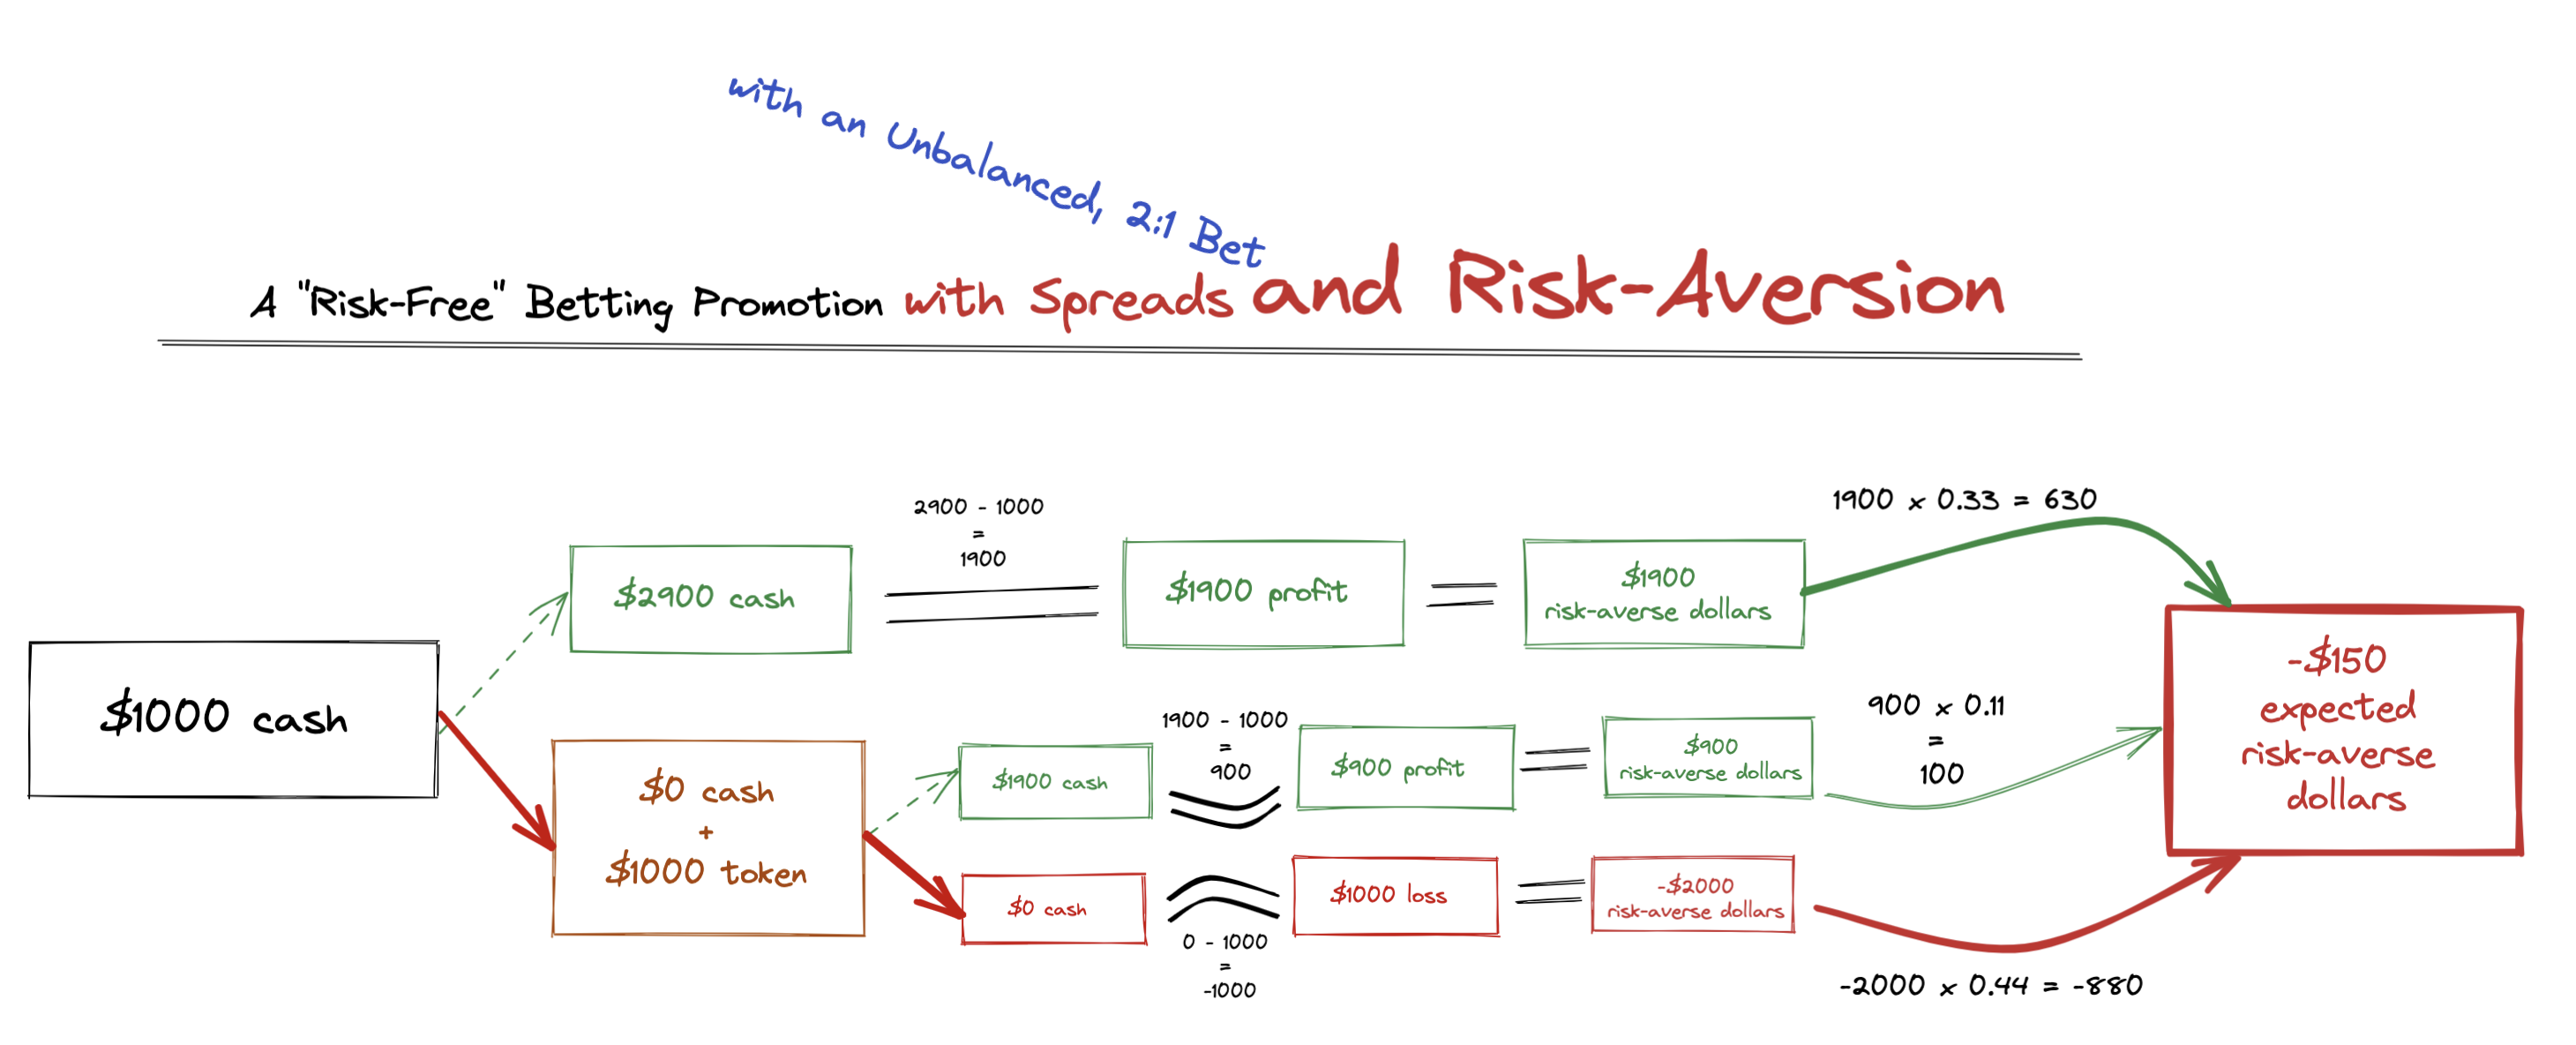 with an Unbalanced, 2:1 Bet
A "Risk-Free" Betting Promotion with Spreads and Risk-Aversion
$1000 cash
$2900 cash
2900 - 1000
=
1900
$1900 profit
$1900
risk-averse dollars
1900 x 0.33 = 630
$0 cash
+
$1000 token
$1900 cash
1900 - 1000
=
900
$900 profit
$900
risk-averse dollars
900 x 0.11
=
100
$0 cash
0 - 1000
=
-1000
$1000 loss
-$2000
risk-averse dollars
-2000 x 0.44 = -880
-$150
expected
risk-averse
dollars